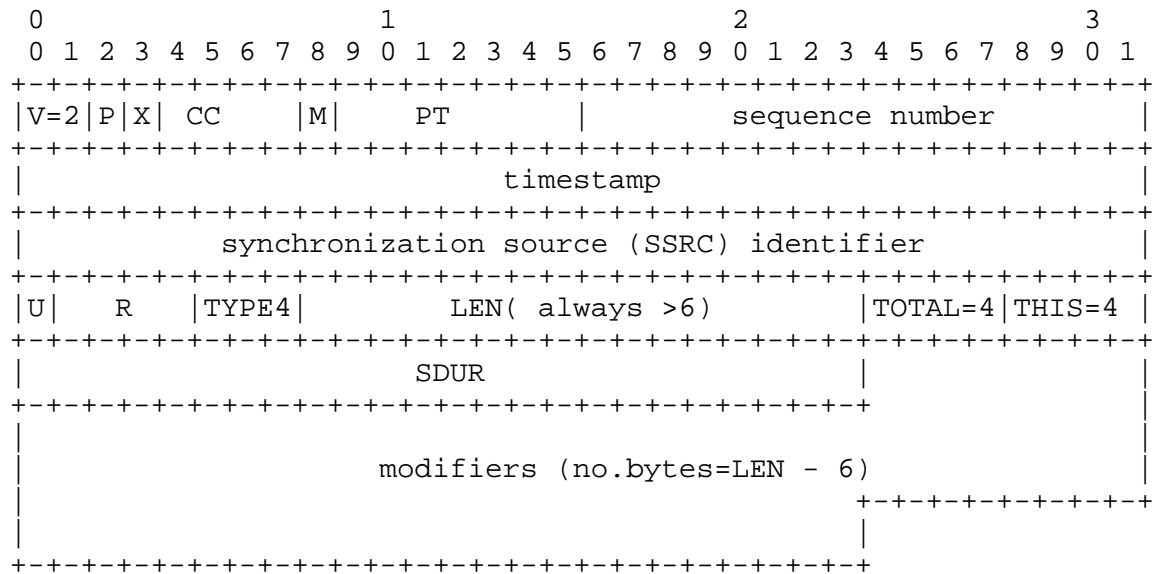 0                   1                   2                   3
 0 1 2 3 4 5 6 7 8 9 0 1 2 3 4 5 6 7 8 9 0 1 2 3 4 5 6 7 8 9 0 1
+-+-+-+-+-+-+-+-+-+-+-+-+-+-+-+-+-+-+-+-+-+-+-+-+-+-+-+-+-+-+-+-+
|V=2|P|X| CC    |M|    PT       |        sequence number        |
+-+-+-+-+-+-+-+-+-+-+-+-+-+-+-+-+-+-+-+-+-+-+-+-+-+-+-+-+-+-+-+-+
|                           timestamp                           |
+-+-+-+-+-+-+-+-+-+-+-+-+-+-+-+-+-+-+-+-+-+-+-+-+-+-+-+-+-+-+-+-+
|           synchronization source (SSRC) identifier            |
+-+-+-+-+-+-+-+-+-+-+-+-+-+-+-+-+-+-+-+-+-+-+-+-+-+-+-+-+-+-+-+-+
|U|   R   |TYPE4|        LEN( always >6)        |TOTAL=4|THIS=4 |
+-+-+-+-+-+-+-+-+-+-+-+-+-+-+-+-+-+-+-+-+-+-+-+-+-+-+-+-+-+-+-+-+
|                      SDUR                     |               |
+-+-+-+-+-+-+-+-+-+-+-+-+-+-+-+-+-+-+-+-+-+-+-+-+               |
|                                                               |
|                    modifiers (no.bytes=LEN - 6)               |
|                                               +-+-+-+-+-+-+-+-+
|                                               |
+-+-+-+-+-+-+-+-+-+-+-+-+-+-+-+-+-+-+-+-+-+-+-+-+